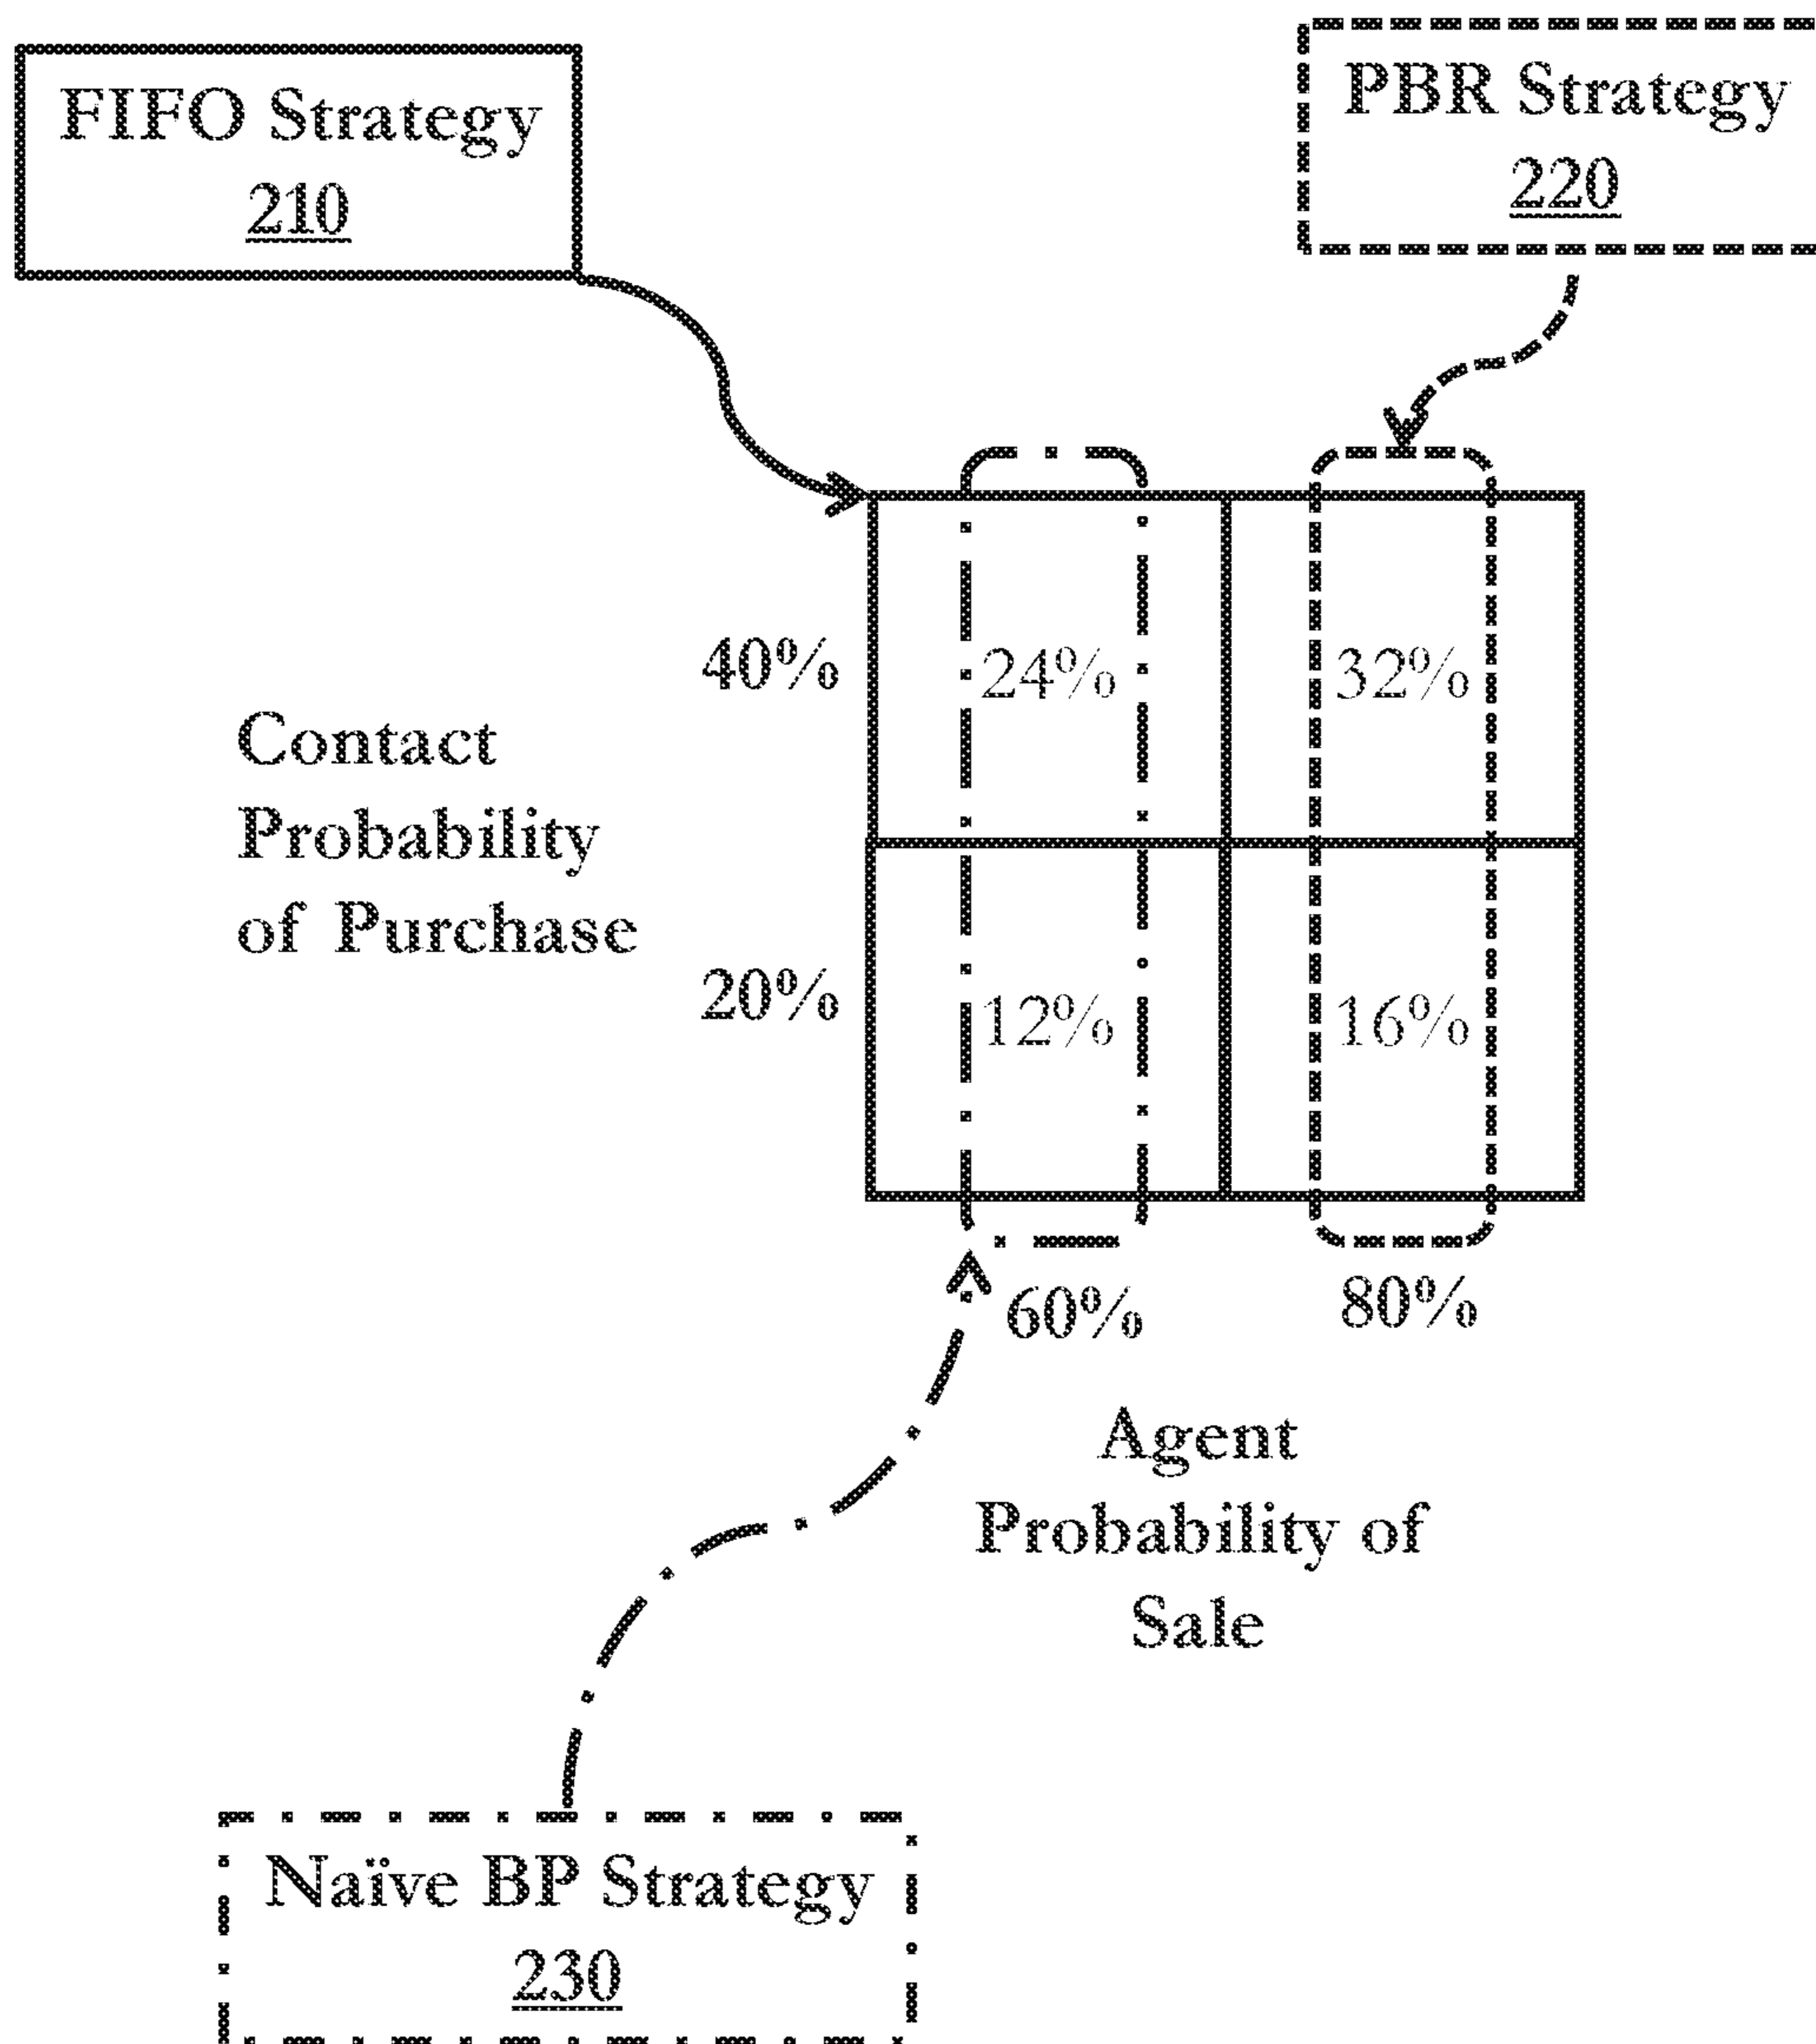 FIFO Strategy
210
PBR Strategy
220
40%
24%
32%
Contact
Probability
of Purchase
20%
12%
16%
60%
80%
Agent
Probability of
Sale
Naïve BP Strategy
230